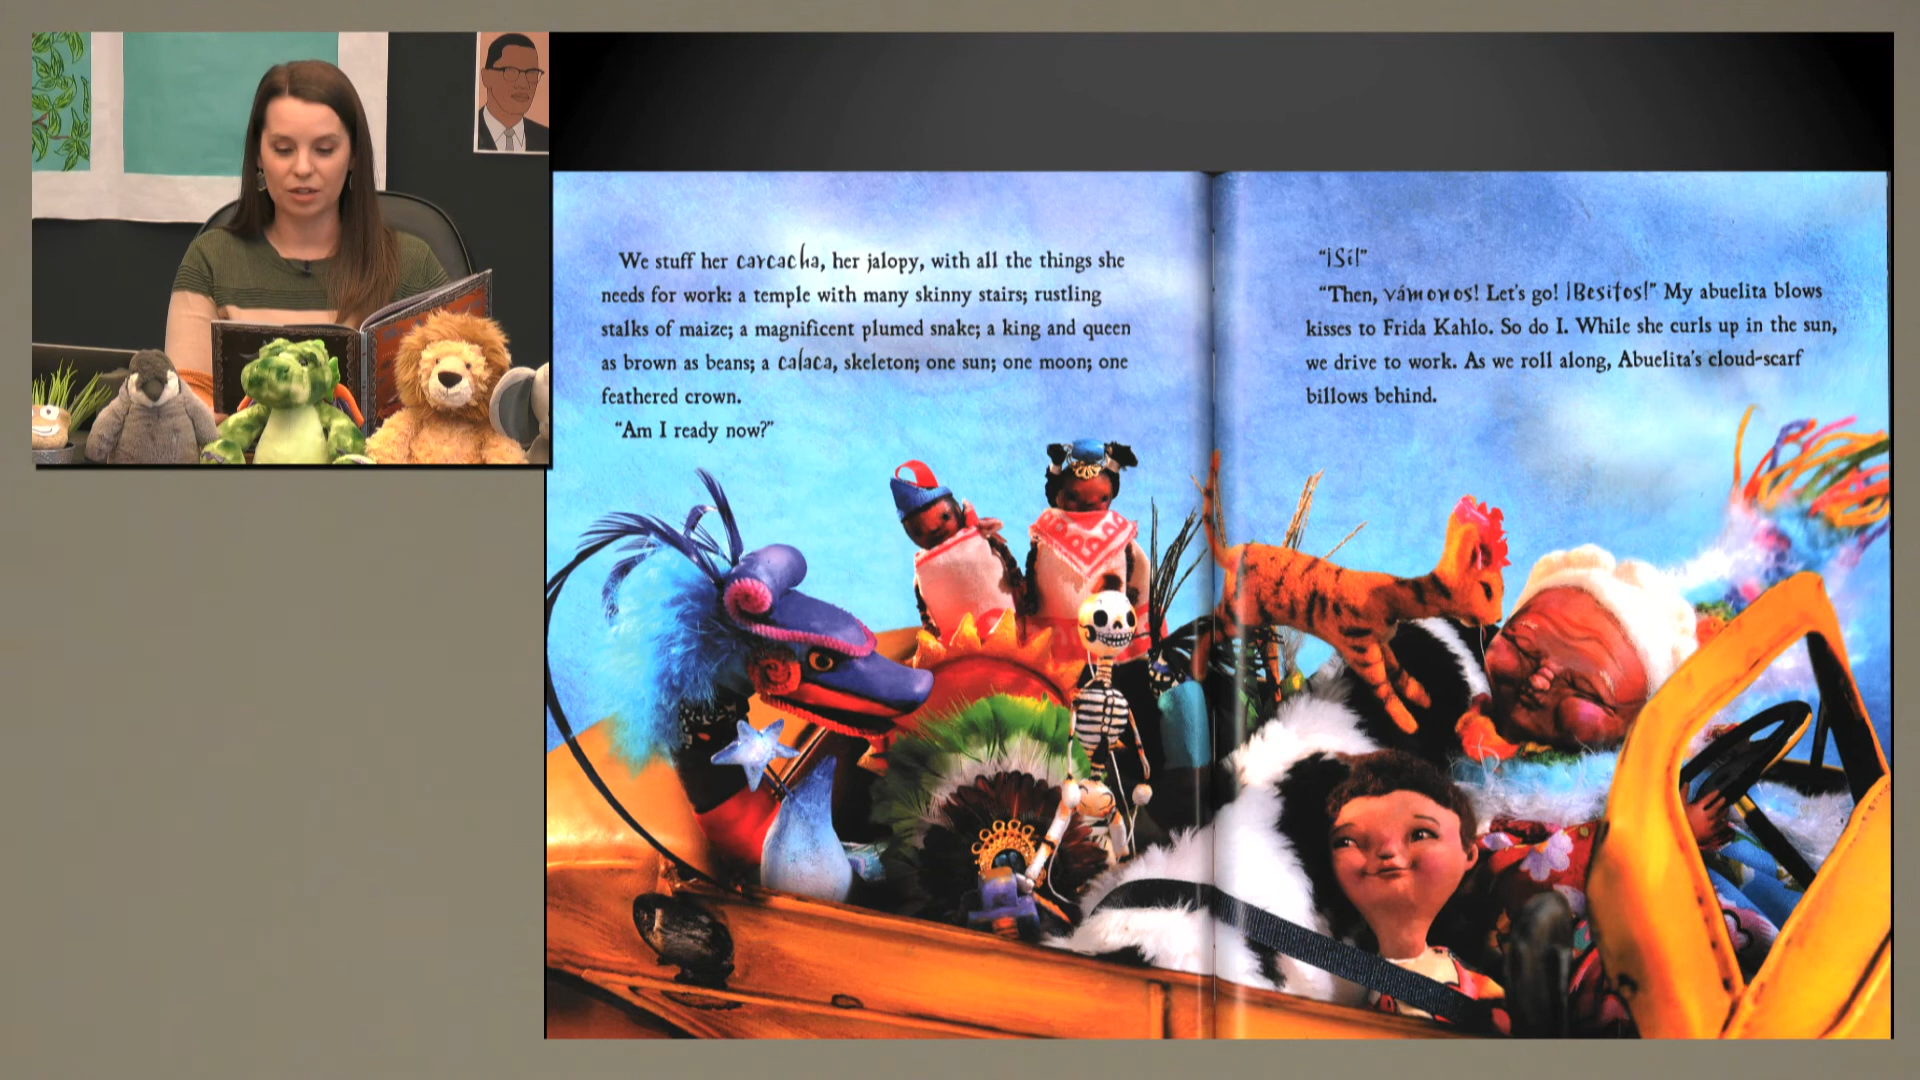 We stuff her carcacha, her jalopy, with all the things she
needs for work: a temple with many skinny stairs; rustling
stalks of maize; a magnificent plumed snake; a king and queen
as brown as beans; a calaca, skeleton; one sun; one moon; one
feathered crown.
“Am I ready now?”
“¡Sí!”
“Then, vámonos! Let's go! ¡Besitos!” My abuelita blows
kisses to Frida Kahlo. So do I. While she curls up in the sun,
we drive to work. As we roll along, Abuelita's cloud-scarf
billows behind.